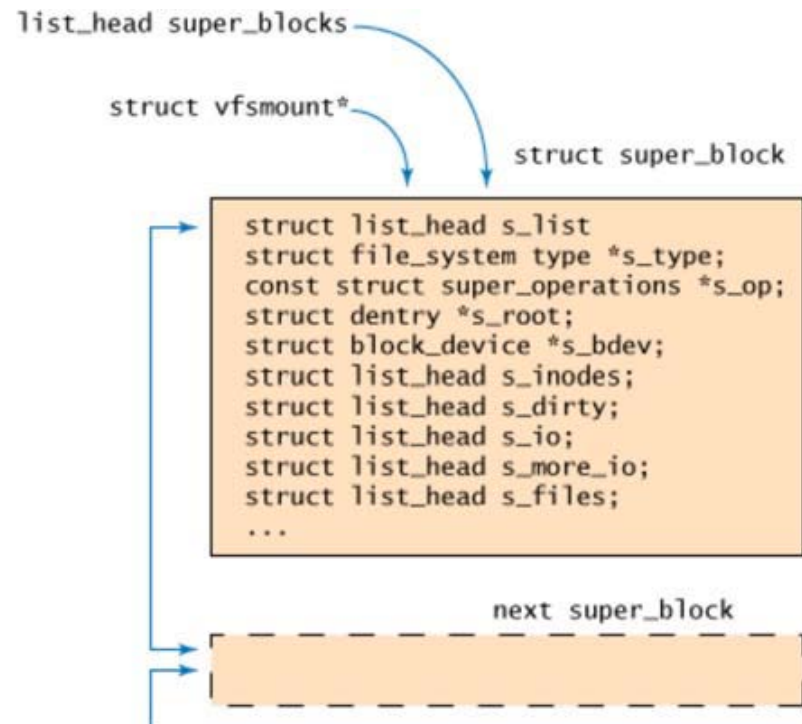 list_head super_blocks
struct vfsmount*
struct super_block
struct list_head s_list
struct file_system type *s_type;
const struct super_operations *s_op;
struct dentry *s_root;
struct block_device *s_bdev;
struct list_head s_inodes;
struct list_head s_dirty;
struct list_head s_io;
struct list_head s_more_io;
struct list_head s_files;
...
next super_block